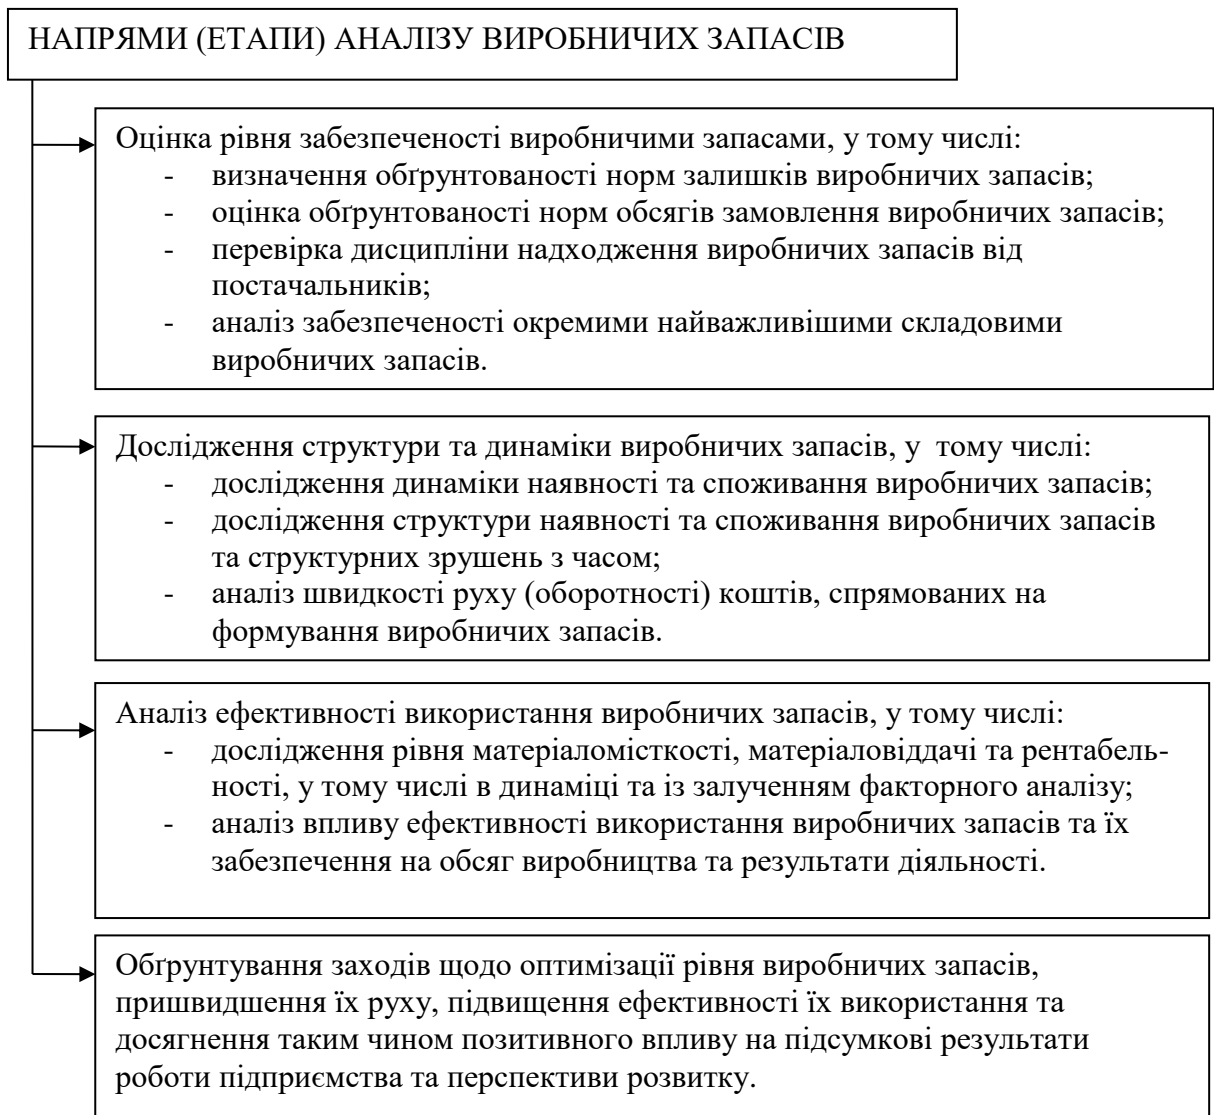 НАПРЯМИ (ЕТАПИ) АНАЛІЗУ ВИРОБНИЧИХ ЗАПАСІВ
Оцінка рівня забезпеченості виробничими запасами, у тому числі:
- визначення обґрунтованості норм залишків виробничих запасів;
- оцінка обґрунтованості норм обсягів замовлення виробничих запасів;
- перевірка дисципліни надходження виробничих запасів від
постачальників;
- аналіз забезпеченості окремими найважливішими складовими
виробничих запасів.
Дослідження структури та динаміки виробничих запасів, у тому числі:
- дослідження динаміки наявності та споживання виробничих запасів;
- дослідження структури наявності та споживання виробничих запасів
та структурних зрушень з часом;
- аналіз швидкості руху (оборотності) коштів, спрямованих на
формування виробничих запасів.
Аналіз ефективності використання виробничих запасів, у тому числі:
- дослідження рівня матеріаломісткості, матеріаловіддачі та рентабель-
ності, у тому числі в динаміці та із залученням факторного аналізу;
- аналіз впливу ефективності використання виробничих запасів та їх
забезпечення на обсяг виробництва та результати діяльності.
Обґрунтування заходів щодо оптимізації рівня виробничих запасів,
пришвидшення їх руху, підвищення ефективності їх використання та
досягнення таким чином позитивного впливу на підсумкові результати
роботи підприємства та перспективи розвитку.